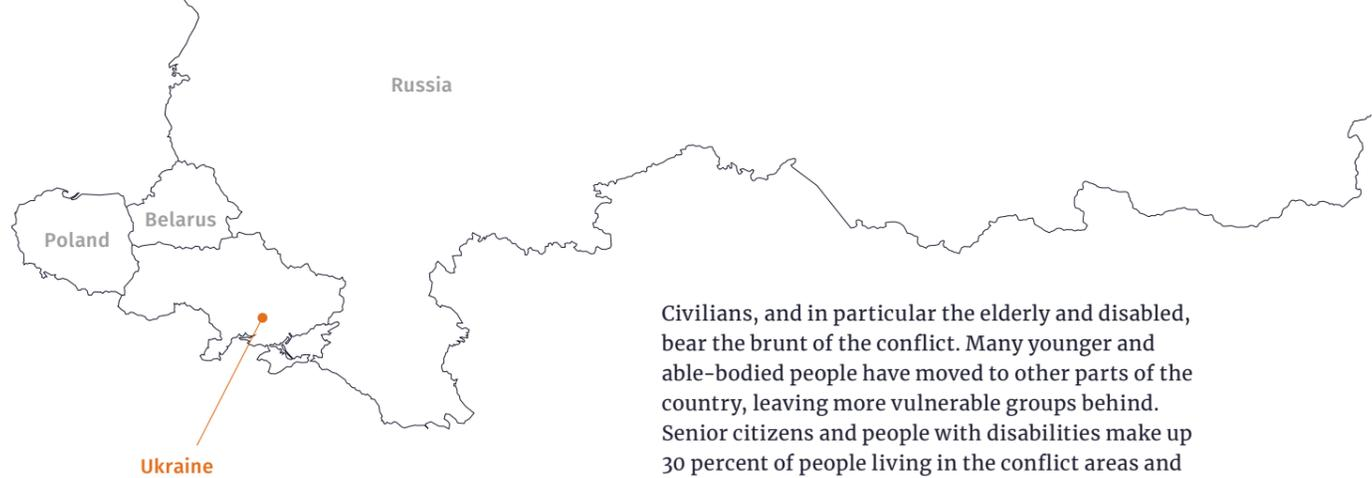 Russia
Belarus
Poland
Ukraine
Civilians, and in particular the elderly and disabled,
bear the brunt of the conflict. Many younger and
able-bodied people have moved to other parts of the
country, leaving more vulnerable groups behind.
Senior citizens and people with disabilities make up
30 percent of people living in the conflict areas and